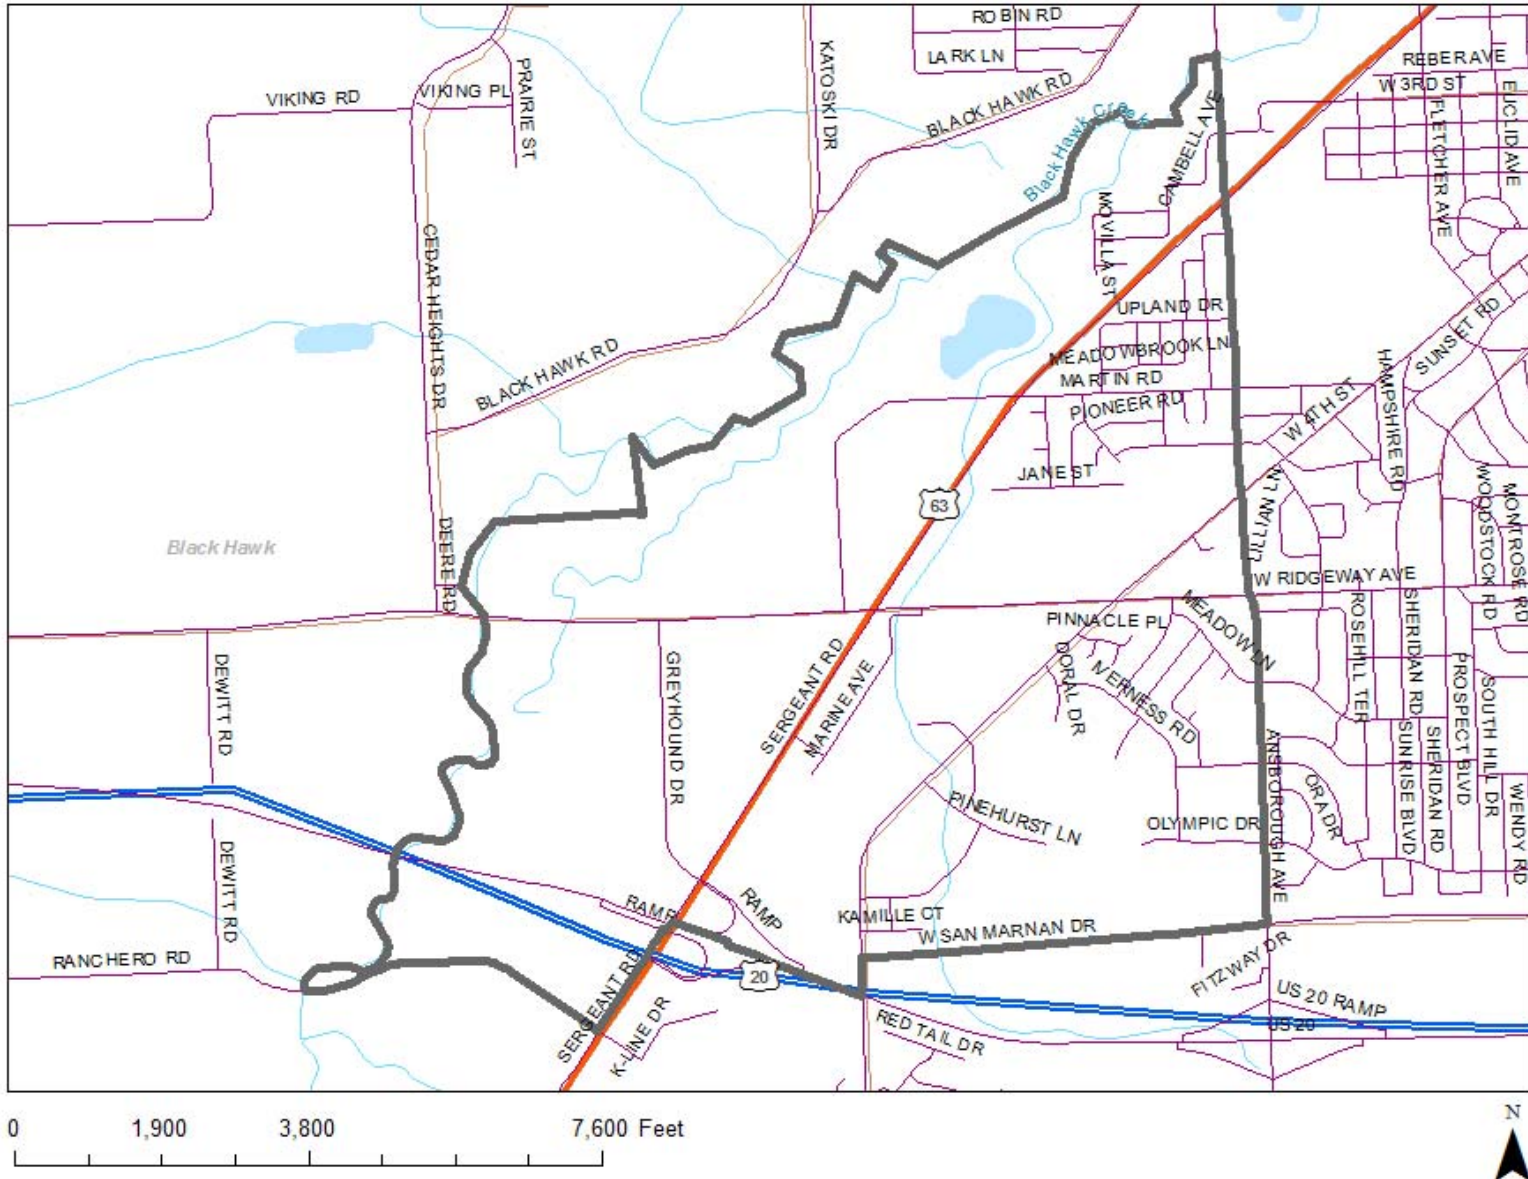 ROBIN RD
LARK LN
KATOSKI DR
BLACK HAWK RD
REBER AVE
W 3RD ST
EUCLID AVE
FLETCHER AVE
VIKING RD
VIKING PL
PRAIRIE ST
Black Hawk Creek
CAMBELL AVE
MOVILLA ST
CEDAR HEIGHTS DR
UPLAND DR
SUNSET RD
MEADOWBROOK LN
MARTIN RD
BLACK HAWK RD
PIONEER RD
HAMPSHIRE RD
W 4TH ST
JANE ST
LILLIAN LN
WOODSTOCK RD
MONTROSE RD
63
Black Hawk
DEERE RD
W RIDGEWAY AVE
PINNACLE PL
MEADOW LN
ROSEHILL TER
SHERIDAN RD
DEWITT RD
GREYHOUND DR
SERGEANT RD
MARINE AVE
DORAL DR
IVERNESS RD
PROSPECT BLVD
SOUTH HILL DR
ANSBOROUGH AVE
SUNRISE BLVD
SHERIDAN RD
ORA DR
WENDY RD
PINEHURST LN
OLYMPIC DR
DEWITT RD
RAMP
RAMP
KAMILLE CT
W SAN MARNAN DR
RANCHERO RD
FITZWAY DR
20
SERGEANT RD
K-LINE DR
RED TAIL DR
US 20 RAMP
US 20
0 1,900 3,800 7,600 Feet
N